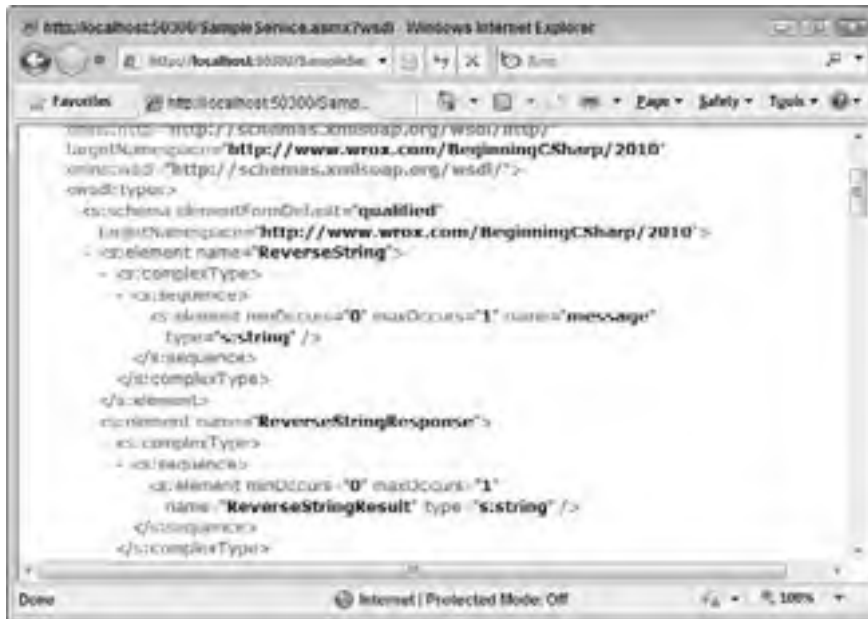 http://localhost:50300/SampleService.asmx?wsdl - Windows Internet Explorer
http://localhost:50300/SampleSer
Favorites http://localhost:50300/Samp... Page Safety Tools
xmlns:http="http://schemas.xmlsoap.org/wsdl/http/"
targetNamespace="http://www.wrox.com/BeginningCSharp/2010"
xmlns:wsdl="http://schemas.xmlsoap.org/wsdl/">
<wsdl:types>
<s:schema elementFormDefault="qualified"
targetNamespace="http://www.wrox.com/BeginningCSharp/2010">
- <s:element name="ReverseString">
- <s:complexType>
- <s:sequence>
<s:element minOccurs="0" maxOccurs="1" name="message"
type="s:string" />
</s:sequence>
</s:complexType>
</s:element>
<s:element name="ReverseStringResponse">
<s:complexType>
- <s:sequence>
<s:element minOccurs="0" maxOccurs="1"
name="ReverseStringResult" type="s:string" />
</s:sequence>
</s:complexType>
Done Internet | Protected Mode: Off 100%